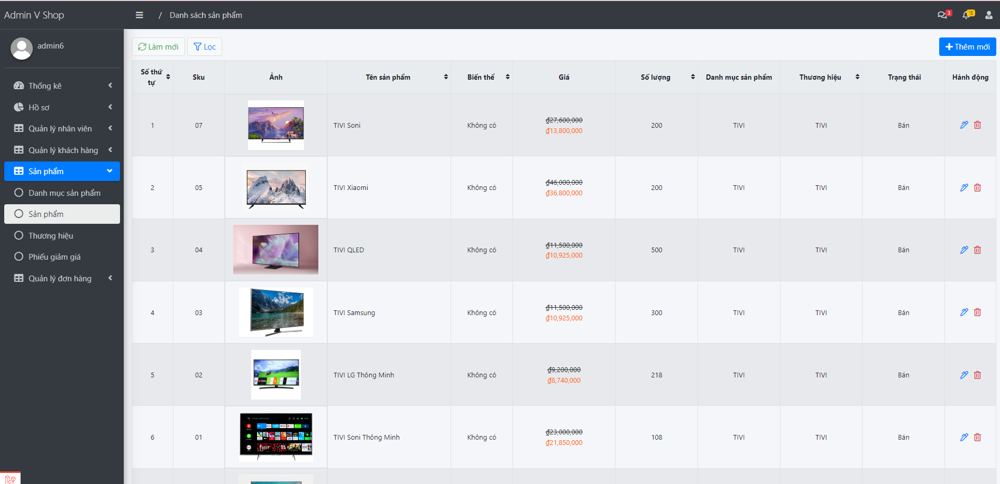 Admin V Shop
/ Danh sách sản phẩm
3
15
admin6
Thống kê
Hồ sơ
Quản lý nhân viên
Quản lý khách hàng
Sản phẩm
Danh mục sản phẩm
Sản phẩm
Thương hiệu
Phiếu giảm giá
Quản lý đơn hàng
Làm mới
Lọc
Thêm mới
Số thứ tự Sku Ảnh Tên sản phẩm Biến thể Giá Số lượng Danh mục sản phẩm Thương hiệu Trạng thái Hành động
1 07 TIVI Soni Không có ₫27,600,000 ₫13,800,000 200 TIVI TIVI Bán
2 05 TIVI Xiaomi Không có ₫46,000,000 ₫36,800,000 200 TIVI TIVI Bán
3 04 TIVI QLED Không có ₫11,500,000 ₫10,925,000 500 TIVI TIVI Bán
4 03 TIVI Samsung Không có ₫11,500,000 ₫10,925,000 300 TIVI TIVI Bán
5 02 TIVI LG Thông Minh Không có ₫9,200,000 ₫8,740,000 218 TIVI TIVI Bán
6 01 TIVI Soni Thông Minh Không có ₫23,000,000 ₫21,850,000 108 TIVI TIVI Bán